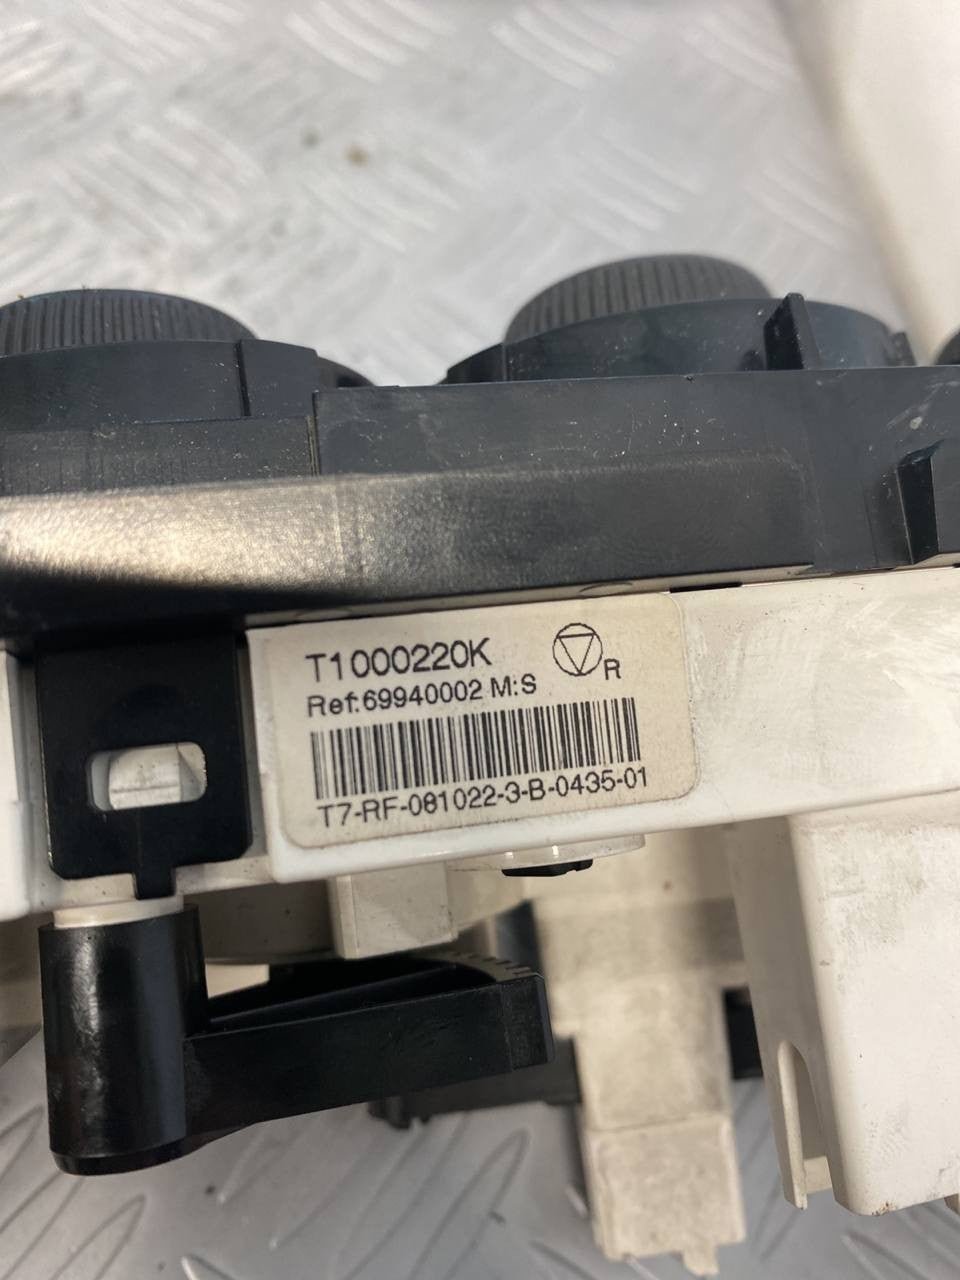 T1000220K
R
Ref:69940002 M:S
T7-RF-081022-3-B-0435-01